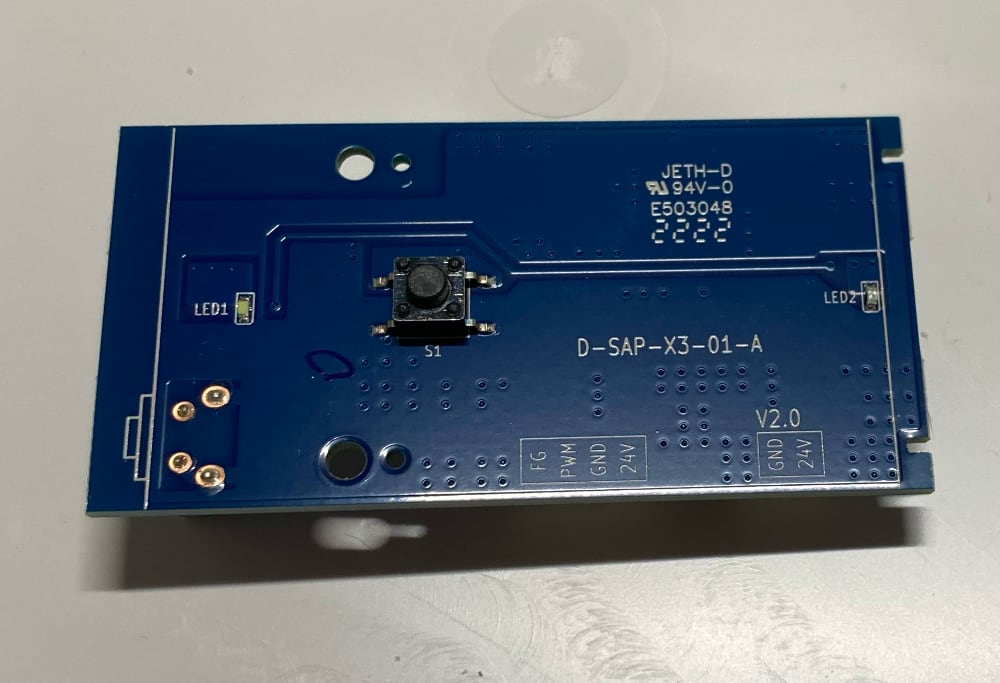 JETH-D
94V-0
E503048
2222
LED1
LED2
S1
D-SAP-X3-01-A
V2.0
FG
PWM
GND
24V
GND
24V